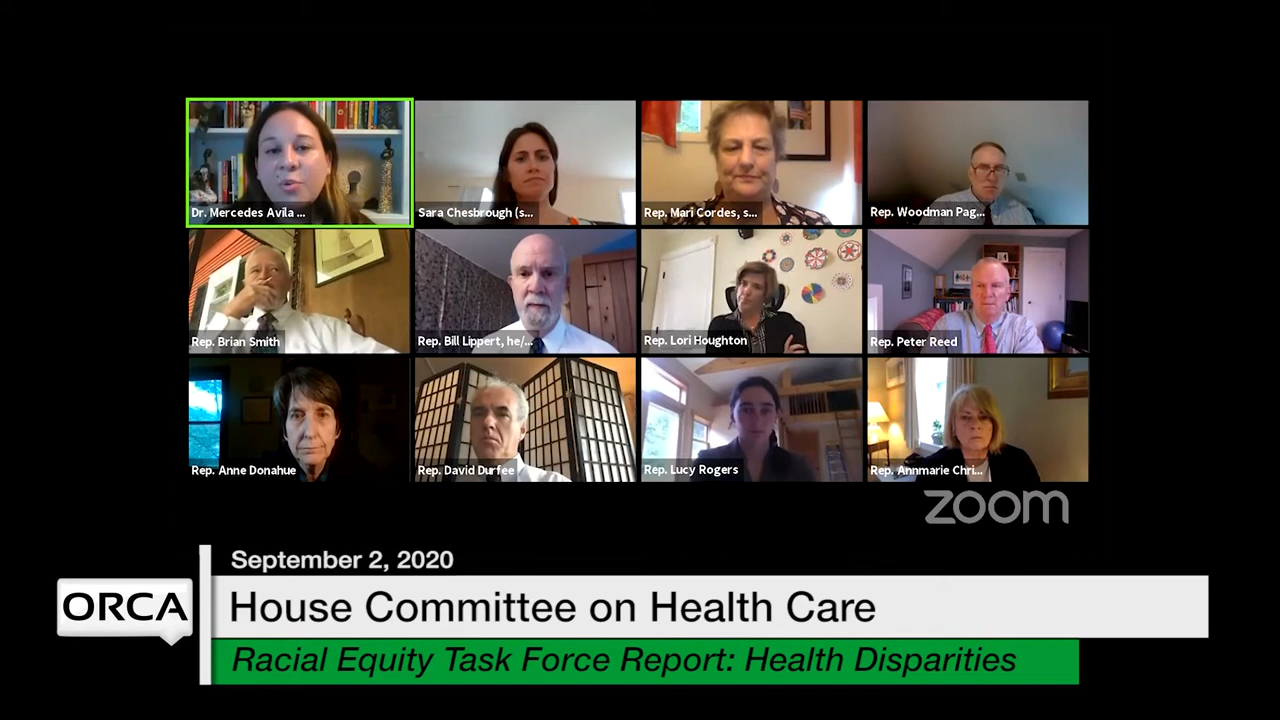 Dr. Mercedes Avila ...
Sara Chesbrough (s...
Rep. Mari Cordes, s...
Rep. Woodman Pag...
Rep. Brian Smith
Rep. Bill Lippert, he/...
Rep. Lori Houghton
Rep. Peter Reed
Rep. Anne Donahue
Rep. David Durfee
Rep. Lucy Rogers
Rep. Annmarie Chri...
zoom
September 2, 2020
ORCA
House Committee on Health Care
Racial Equity Task Force Report: Health Disparities